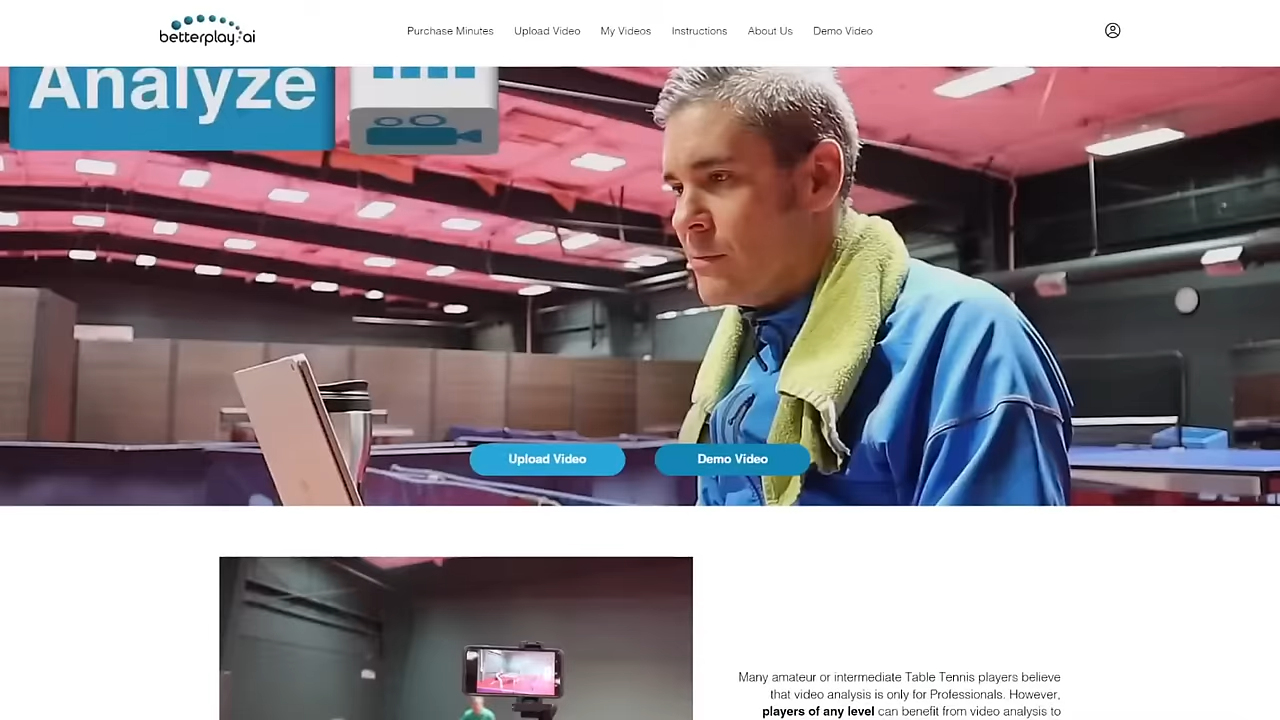 betterplay.ai
Purchase Minutes
Upload Video
My Videos
Instructions
About Us
Demo Video
Analyze
Upload Video
Demo Video
Many amateur or intermediate Table Tennis players believe
that video analysis is only for Professionals. However,
players of any level can benefit from video analysis to